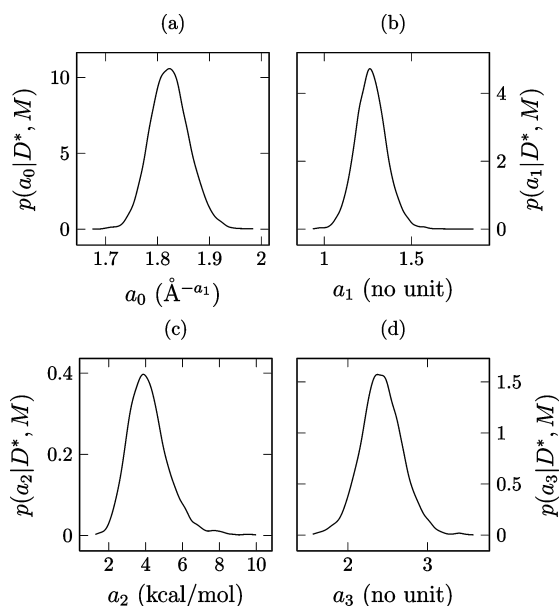 (a)
(b)
10
5
0
p(a₀|D*, M)
4
2
0
p(a₁|D*, M)
1.7 1.8 1.9 2
1 1.5
a₀ (Å⁻ᵃ¹)
a₁ (no unit)
(c)
(d)
0.4
0.2
0
p(a₂|D*, M)
1.5
1
0.5
0
p(a₃|D*, M)
2 4 6 8 10
2 3
a₂ (kcal/mol)
a₃ (no unit)